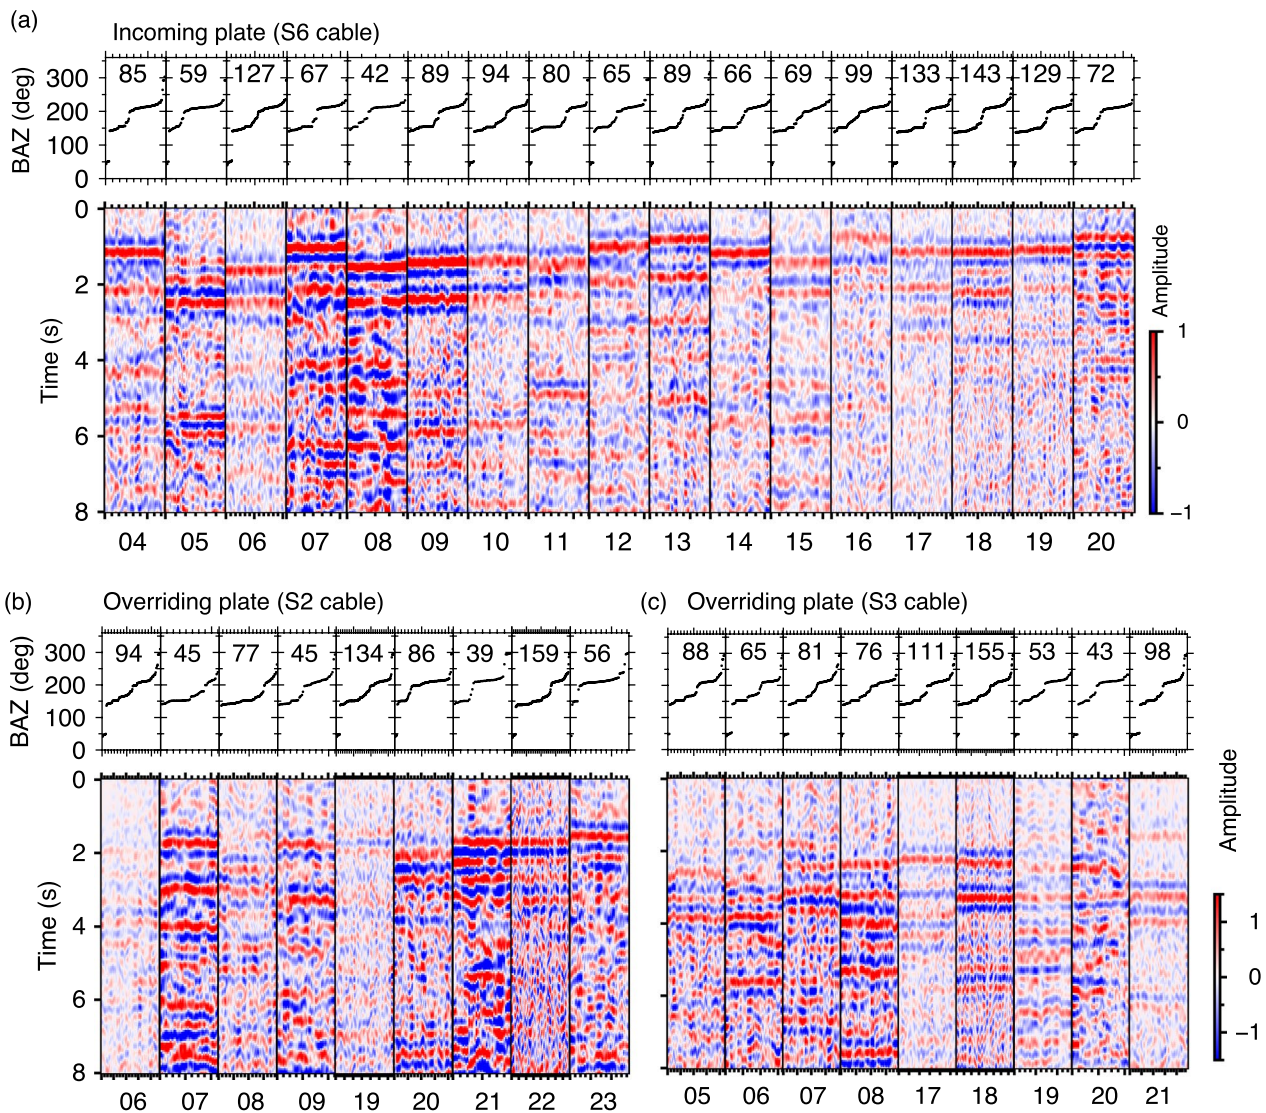 (a)
Incoming plate (S6 cable)
BAZ (deg)
300
200
100
0
85 59 127 67 42 89 94 80 65 89 66 69 99 133 143 129 72
Time (s)
0
2
4
6
8
04 05 06 07 08 09 10 11 12 13 14 15 16 17 18 19 20
Amplitude
1
0
−1
(b)
Overriding plate (S2 cable)
BAZ (deg)
300
200
100
0
94 45 77 45 134 86 39 159 56
Time (s)
0
2
4
6
8
06 07 08 09 19 20 21 22 23
(c)
Overriding plate (S3 cable)
88 65 81 76 111 155 53 43 98
05 06 07 08 17 18 19 20 21
Amplitude
1
0
−1